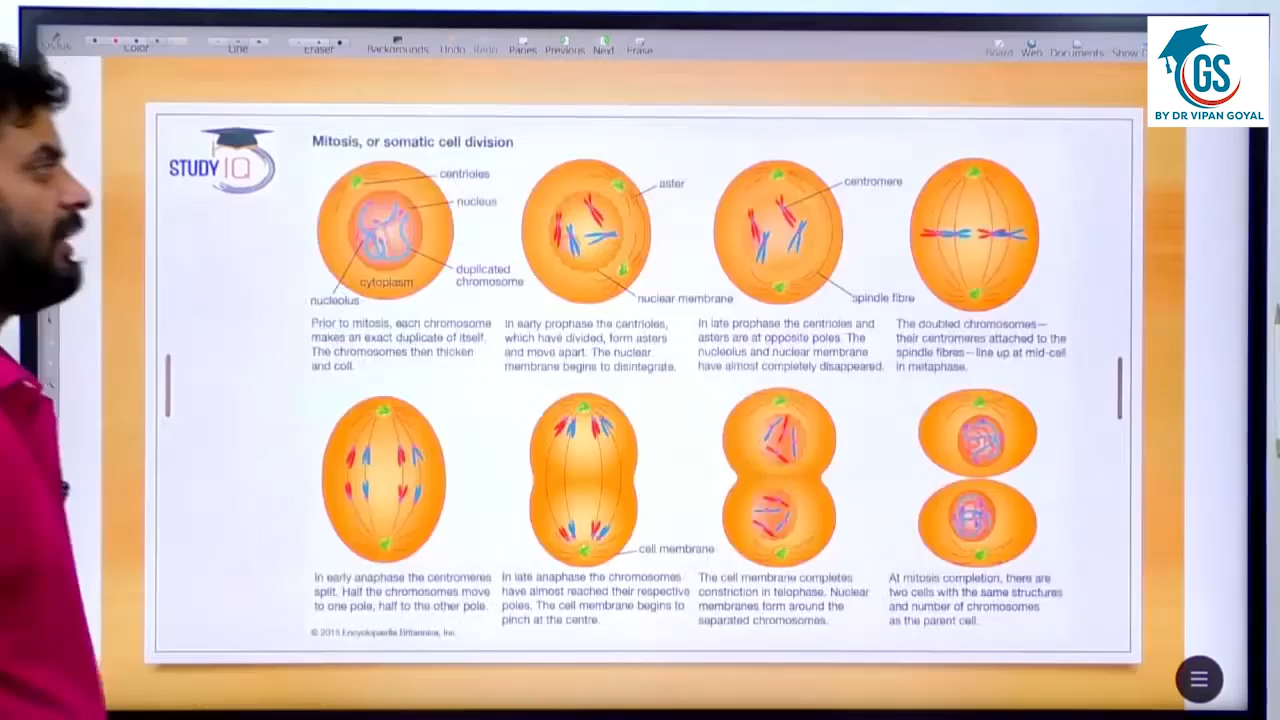 Color
Line
Eraser
Backgrounds
Undo
Redo
Pages
Previous
Next
Erase
Board
Web
Documents
Show
GS
BY DR VIPAN GOYAL
STUDY IQ
Mitosis, or somatic cell division
centrioles
nucleus
duplicated
chromosome
cytoplasm
nucleolus
aster
nuclear membrane
centromere
spindle fibre
Prior to mitosis, each chromosome
makes an exact duplicate of itself.
The chromosomes then thicken
and coil.
In early prophase the centrioles,
which have divided, form asters
and move apart. The nuclear
membrane begins to disintegrate.
In late prophase the centrioles and
asters are at opposite poles. The
nucleolus and nuclear membrane
have almost completely disappeared.
The doubled chromosomes—
their centromeres attached to the
spindle fibres—line up at mid-cell
in metaphase.
cell membrane
In early anaphase the centromeres
split. Half the chromosomes move
to one pole, half to the other pole.
In late anaphase the chromosomes
have almost reached their respective
poles. The cell membrane begins to
pinch at the centre.
The cell membrane completes
constriction in telophase. Nuclear
membranes form around the
separated chromosomes.
At mitosis completion, there are
two cells with the same structures
and number of chromosomes
as the parent cell.
© 2015 Encyclopædia Britannica, Inc.